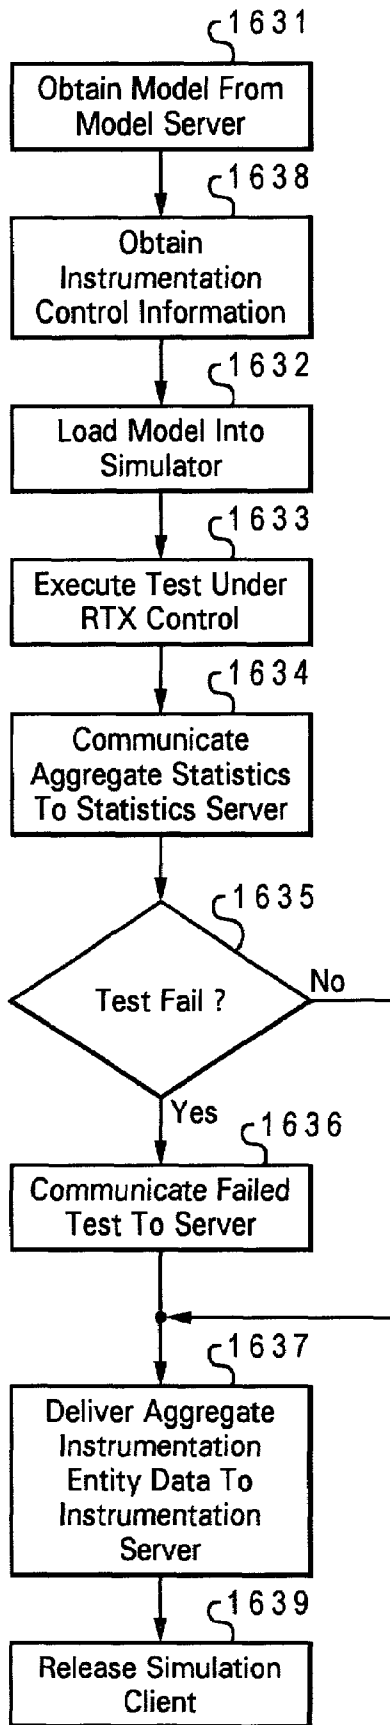 1631
Obtain Model From
Model Server
1638
Obtain
Instrumentation
Control Information
1632
Load Model Into
Simulator
1633
Execute Test Under
RTX Control
1634
Communicate
Aggregate Statistics
To Statistics Server
1635
Test Fail ?
No
Yes
1636
Communicate Failed
Test To Server
1637
Deliver Aggregate
Instrumentation
Entity Data To
Instrumentation
Server
1639
Release Simulation
Client